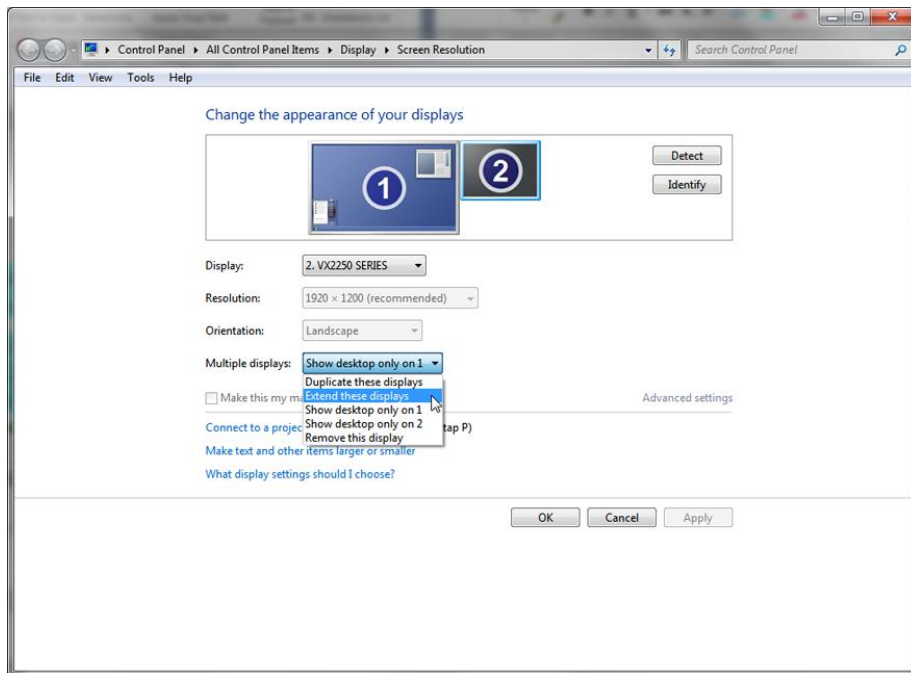 Control Panel ▸ All Control Panel Items ▸ Display ▸ Screen Resolution
Search Control Panel
File Edit View Tools Help
Change the appearance of your displays
1
2
Detect
Identify
Display: 2. VX2250 SERIES
Resolution: 1920 × 1200 (recommended)
Orientation: Landscape
Multiple displays: Show desktop only on 1
Duplicate these displays
Make this my Extend these displays
Advanced settings
Show desktop only on 1
Connect to a Show desktop only on 2 tap P)
Remove this display
Make text and other items larger or smaller
What display settings should I choose?
OK Cancel Apply